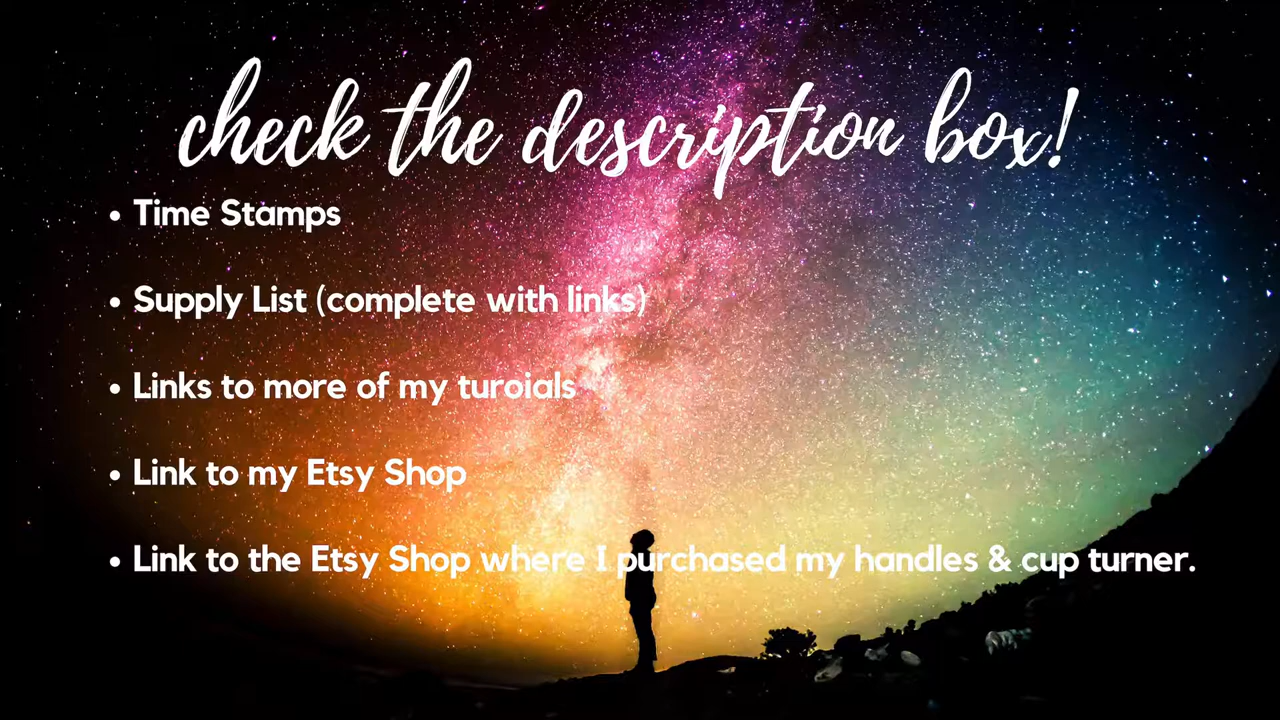 check the description box!
• Time Stamps
• Supply List (complete with links)
• Links to more of my turoials
• Link to my Etsy Shop
• Link to the Etsy Shop where I purchased my handles & cup turner.